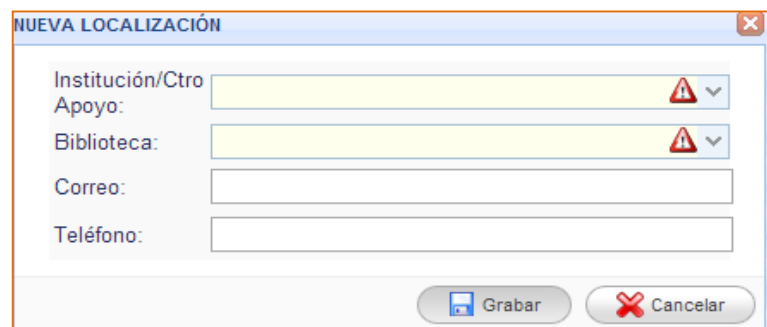 NUEVA LOCALIZACIÓN
Institución/Ctro
Apoyo:
Biblioteca:
Correo:
Teléfono:
Grabar Cancelar